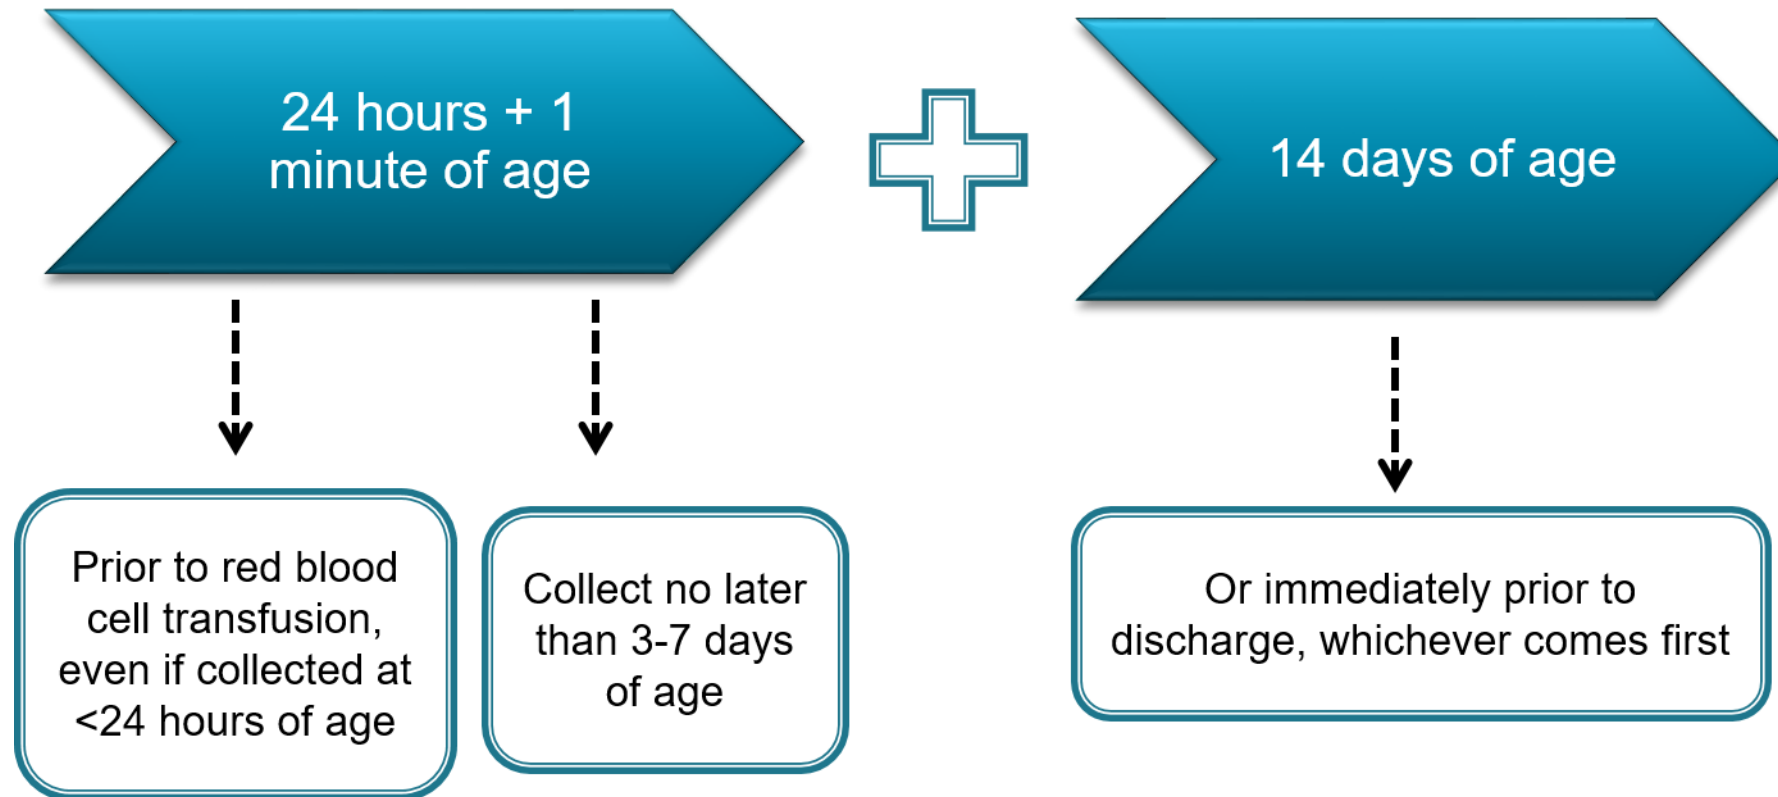 24 hours + 1
minute of age
14 days of age
Prior to red blood
cell transfusion,
even if collected at
<24 hours of age
Collect no later
than 3-7 days
of age
Or immediately prior to
discharge, whichever comes first